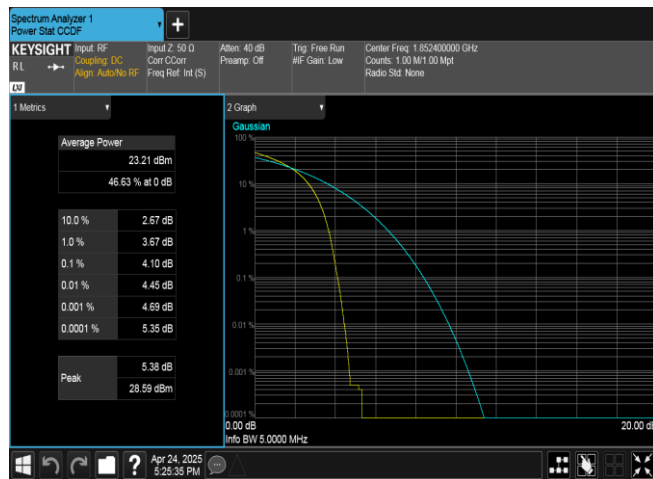 Spectrum Analyzer 1
Power Stat CCDF
+
KEYSIGHT
RL
LXI
Input: RF
Coupling: DC
Align: Auto/No RF
Input Z: 50 Ω
Corr CCorr
Freq Ref: Int (S)
Atten: 40 dB
Preamp: Off
Trig: Free Run
#IF Gain: Low
Center Freq: 1.852400000 GHz
Counts: 1.00 M/1.00 Mpt
Radio Std: None
1 Metrics
Average Power
23.21 dBm
46.63 % at 0 dB
10.0 % 2.67 dB
1.0 % 3.67 dB
0.1 % 4.10 dB
0.01 % 4.45 dB
0.001 % 4.69 dB
0.0001 % 5.35 dB
Peak
5.38 dB
28.59 dBm
2 Graph
Gaussian
100 %
10 %
1 %
0.1 %
0.01 %
0.001 %
0.0001 %
0.00 dB
20.00 d
Info BW 5.0000 MHz
?
Apr 24, 2025
5:25:35 PM